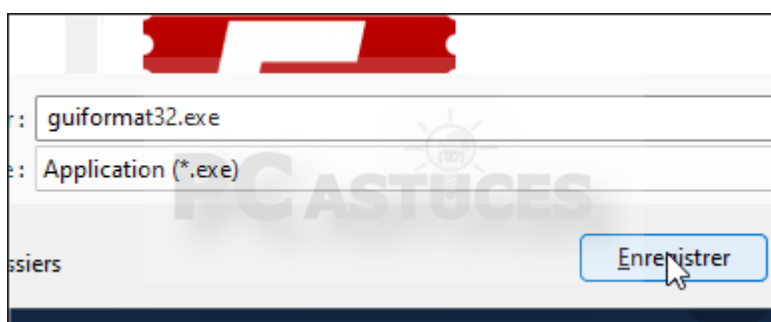 r : guiformat32.exe
e : Application (*.exe)
PC ASTUCES
ssiers
Enregistrer